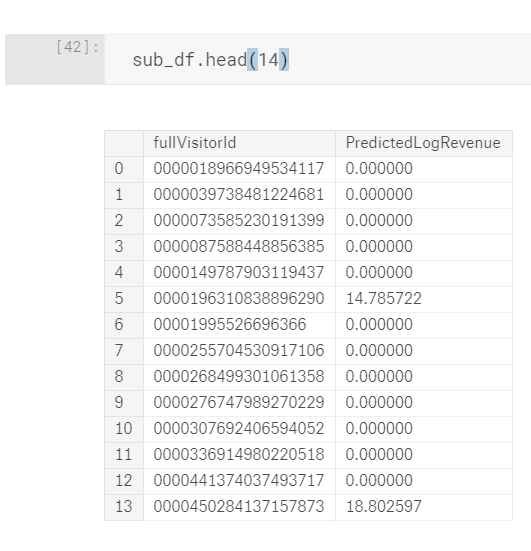 [42]: sub_df.head(14)
fullVisitorId PredictedLogRevenue
0 0000018966949534117 0.000000
1 0000039738481224681 0.000000
2 0000073585230191399 0.000000
3 0000087588448856385 0.000000
4 0000149787903119437 0.000000
5 0000196310838896290 14.785722
6 00001995526696366 0.000000
7 0000255704530917106 0.000000
8 0000268499301061358 0.000000
9 0000276747989270229 0.000000
10 0000307692406594052 0.000000
11 0000336914980220518 0.000000
12 0000441374037493717 0.000000
13 0000450284137157873 18.802597